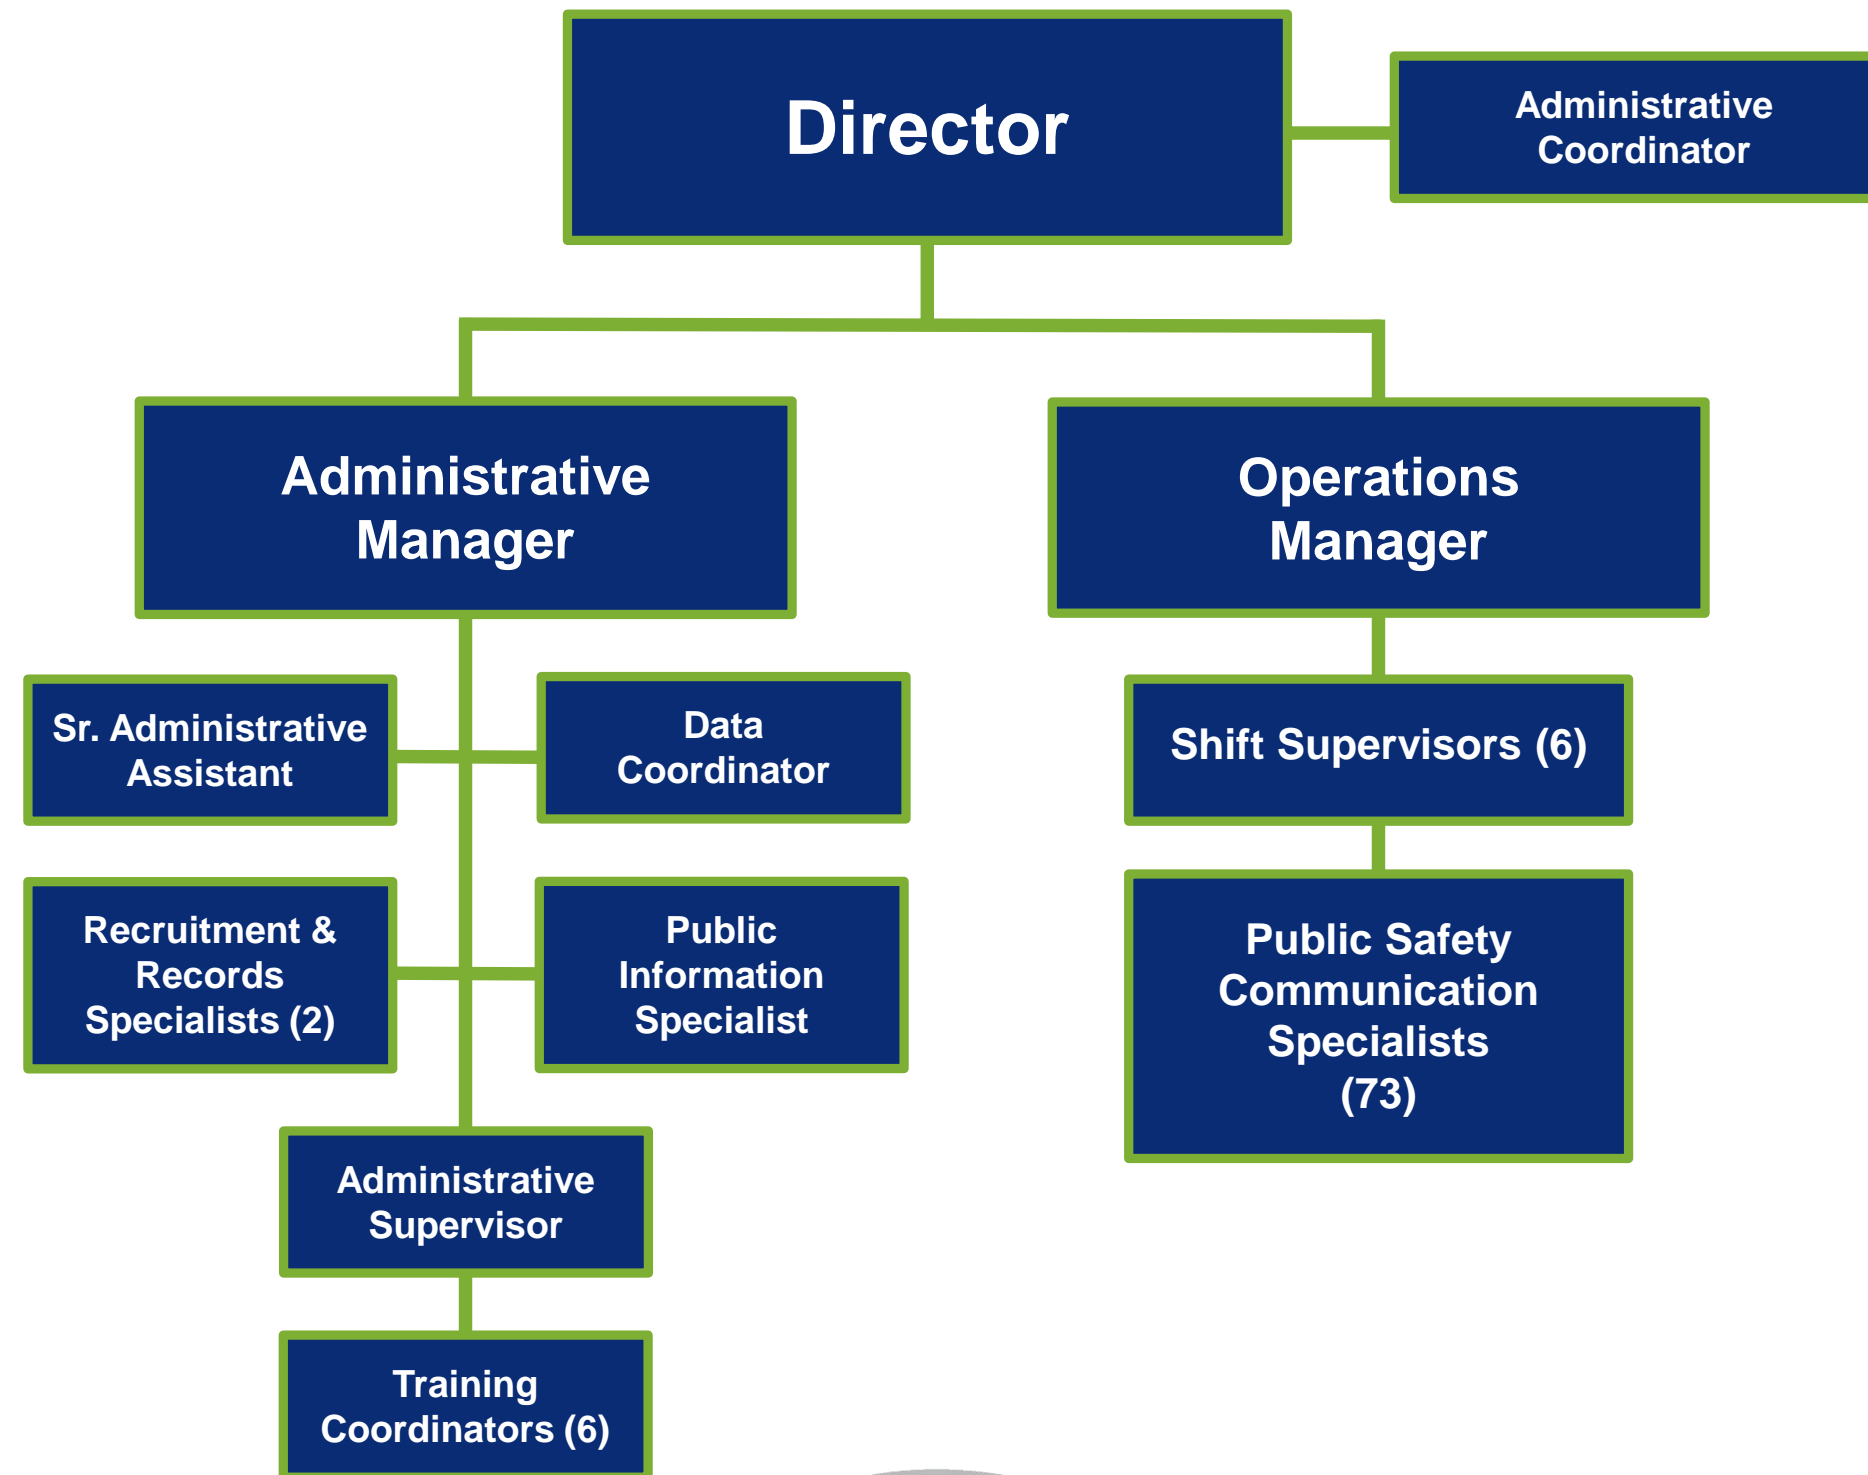 Director
Administrative
Coordinator
Administrative
Manager
Operations
Manager
Sr. Administrative
Assistant
Data
Coordinator
Shift Supervisors (6)
Recruitment &
Records
Specialists (2)
Public
Information
Specialist
Public Safety
Communication
Specialists
(73)
Administrative
Supervisor
Training
Coordinators (6)